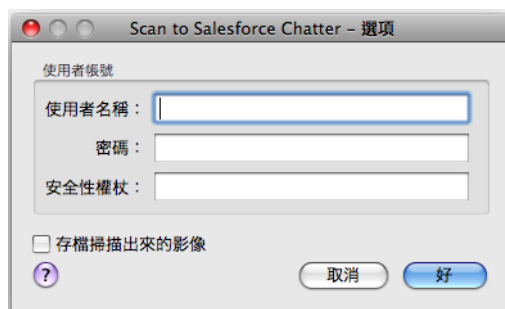 Scan to Salesforce Chatter – 選項
使用者帳號
使用者名稱：
密碼：
安全性權杖：
存檔掃描出來的影像
?
取消
好